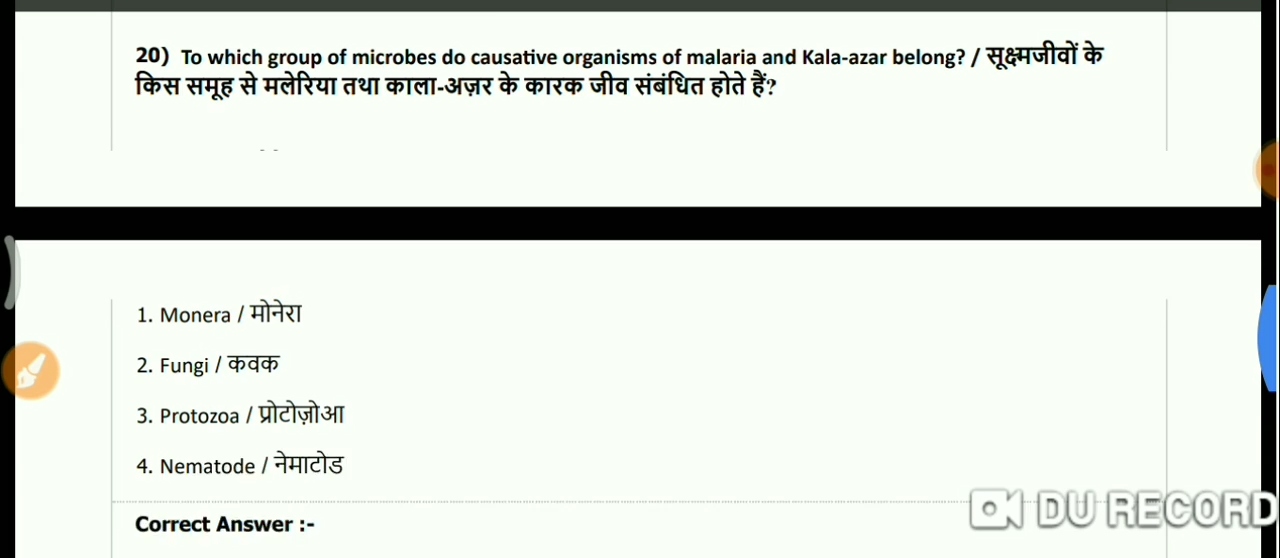 20) To which group of microbes do causative organisms of malaria and Kala-azar belong? / सूक्ष्मजीवों के
किस समूह से मलेरिया तथा काला-अज़र के कारक जीव संबंधित होते हैं?
1. Monera / मोनेरा
2. Fungi / कवक
3. Protozoa / प्रोटोज़ोआ
4. Nematode / नेमाटोड
Correct Answer :-
DU RECORD